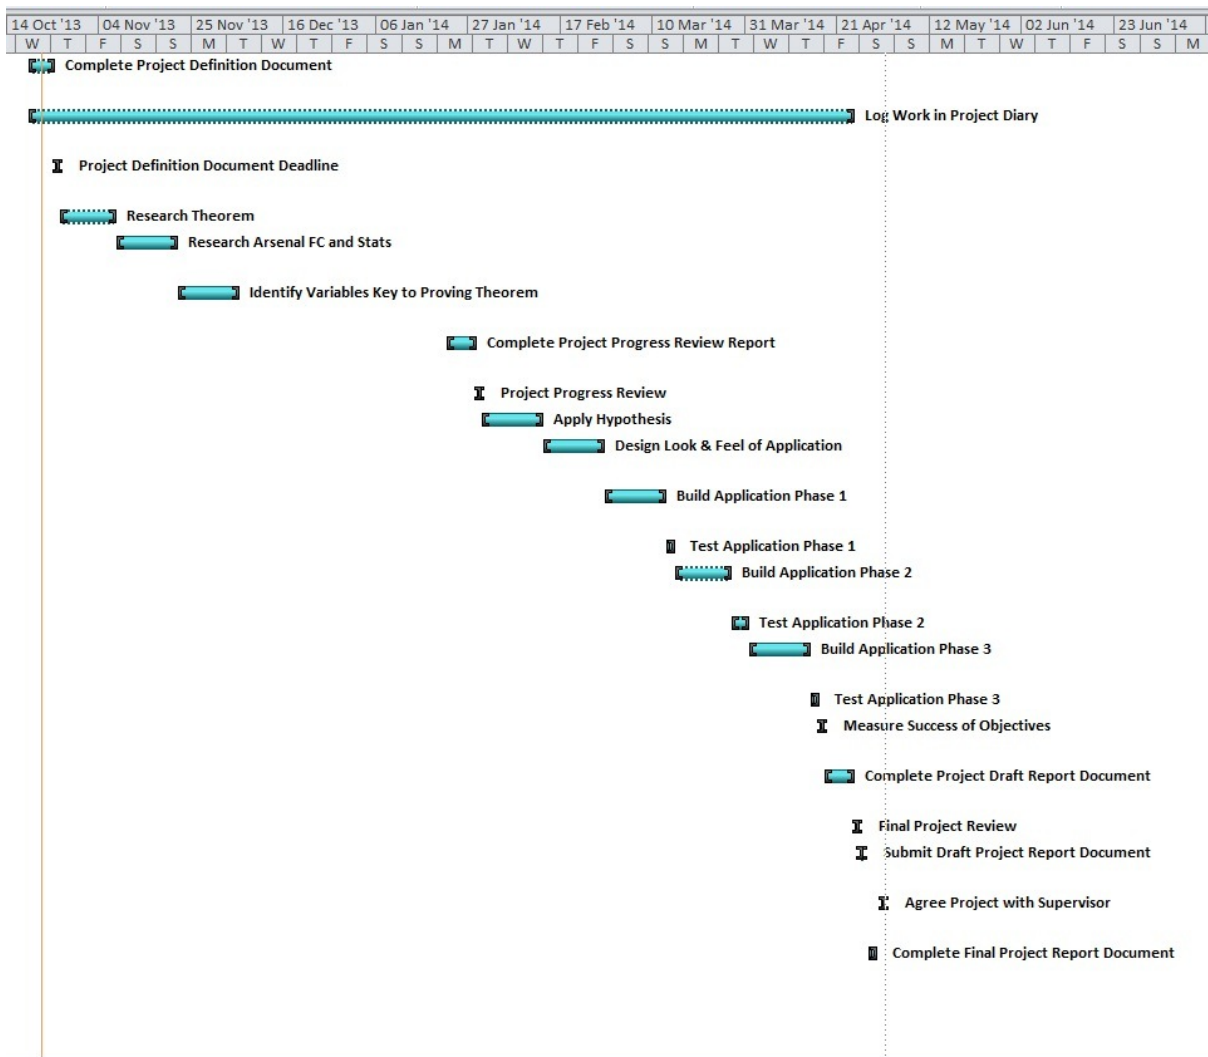 14 Oct '13 04 Nov '13 25 Nov '13 16 Dec '13 06 Jan '14 27 Jan '14 17 Feb '14 10 Mar '14 31 Mar '14 21 Apr '14 12 May '14 02 Jun '14 23 Jun '14
W T F S S M T W T F S S M T W T F S S M T W T F S S M T W T F S S M
Complete Project Definition Document
Log Work in Project Diary
Project Definition Document Deadline
Research Theorem
Research Arsenal FC and Stats
Identify Variables Key to Proving Theorem
Complete Project Progress Review Report
Project Progress Review
Apply Hypothesis
Design Look & Feel of Application
Build Application Phase 1
Test Application Phase 1
Build Application Phase 2
Test Application Phase 2
Build Application Phase 3
Test Application Phase 3
Measure Success of Objectives
Complete Project Draft Report Document
Final Project Review
Submit Draft Project Report Document
Agree Project with Supervisor
Complete Final Project Report Document